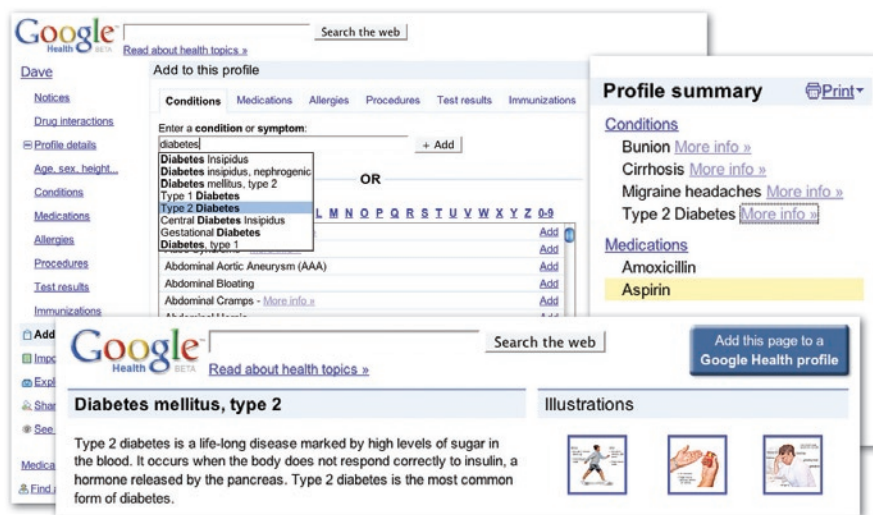 Google
Health BETA
Search the web
Read about health topics »
Dave
Notices
Drug interactions
Profile details
Age, sex, height...
Conditions
Medications
Allergies
Procedures
Test results
Immunizations
Add
Medica
Add to this profile
Conditions Medications Allergies Procedures Test results Immunizations
Enter a condition or symptom:
diabetes
+ Add
Diabetes Insipidus
Diabetes insipidus, nephrogenic
Diabetes mellitus, type 2
Type 1 Diabetes
Type 2 Diabetes
Central Diabetes Insipidus
Gestational Diabetes
Diabetes, type 1
OR
L M N O P Q R S T U V W X Y Z 0-9
Add
Abdominal Aortic Aneurysm (AAA) Add
Abdominal Bloating Add
Abdominal Cramps - More info » Add
Profile summary Print
Conditions
Bunion More info »
Cirrhosis More info »
Migraine headaches More info »
Type 2 Diabetes More info »
Medications
Amoxicillin
Aspirin
Google
Health BETA
Search the web
Read about health topics »
Add this page to a
Google Health profile
Diabetes mellitus, type 2
Type 2 diabetes is a life-long disease marked by high levels of sugar in
the blood. It occurs when the body does not respond correctly to insulin, a
hormone released by the pancreas. Type 2 diabetes is the most common
form of diabetes.
Illustrations